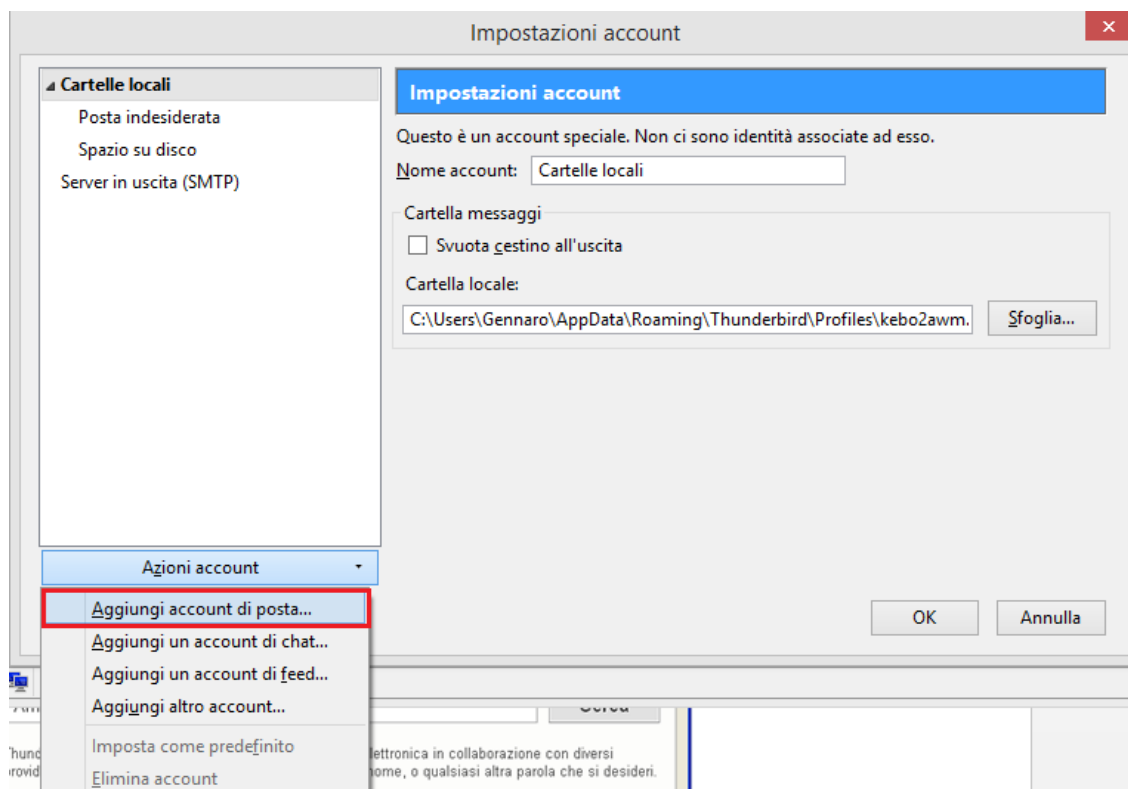 Impostazioni account
Cartelle locali
Posta indesiderata
Spazio su disco
Server in uscita (SMTP)
Impostazioni account
Questo è un account speciale. Non ci sono identità associate ad esso.
Nome account: Cartelle locali
Cartella messaggi
Svuota cestino all'uscita
Cartella locale:
C:\Users\Gennaro\AppData\Roaming\Thunderbird\Profiles\kebo2awm.
Sfoglia...
Azioni account
Aggiungi account di posta...
Aggiungi un account di chat...
Aggiungi un account di feed...
Aggiungi altro account...
Imposta come predefinito
Elimina account
OK
Annulla
lettronica in collaborazione con diversi
nome, o qualsiasi altra parola che si desideri.